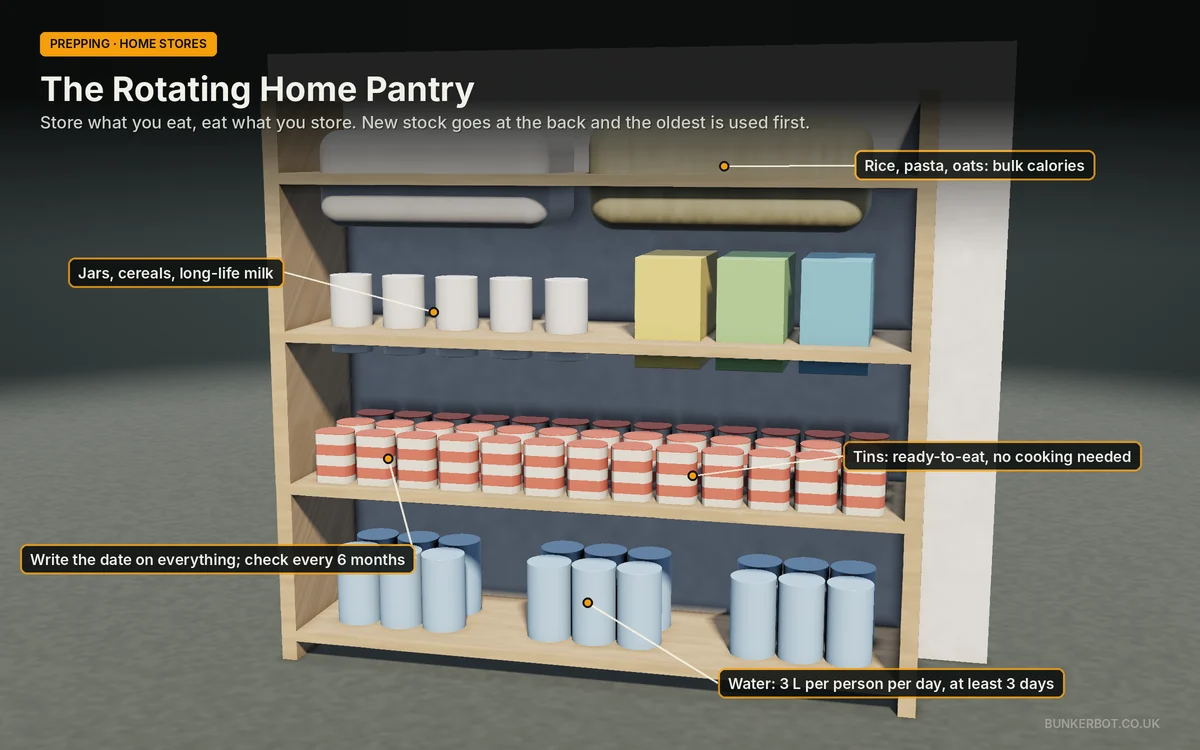 PREPPING · HOME STORES
The Rotating Home Pantry
Store what you eat, eat what you store. New stock goes at the back and the oldest is used first.
Rice, pasta, oats: bulk calories
Jars, cereals, long-life milk
Tins: ready-to-eat, no cooking needed
Write the date on everything; check every 6 months
Water: 3 L per person per day, at least 3 days
BUNKERBOT.CO.UK